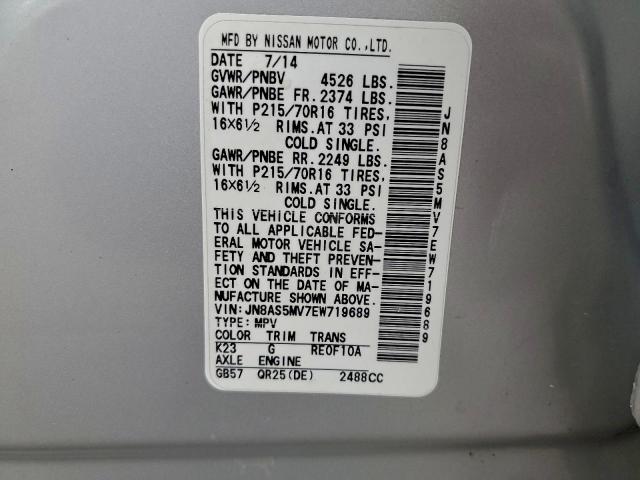 MFD BY NISSAN MOTOR CO.,LTD.
DATE 7/14
GVWR/PNBV 4526 LBS.
GAWR/PNBE FR. 2374 LBS.
WITH P215/70R16 TIRES,
16X6½ RIMS. AT 33 PSI
COLD SINGLE.
GAWR/PNBE RR. 2249 LBS.
WITH P215/70R16 TIRES,
16X6½ RIMS. AT 33 PSI
COLD SINGLE.
THIS VEHICLE CONFORMS
TO ALL APPLICABLE FED-
ERAL MOTOR VEHICLE SA-
FETY AND THEFT PREVEN-
TION STANDARDS IN EFF-
ECT ON THE DATE OF MA-
NUFACTURE SHOWN ABOVE.
VIN: JN8AS5MV7EW719689
TYPE: MPV
COLOR TRIM TRANS
K23 G RE0F10A
AXLE ENGINE
GB57 QR25(DE) 2488CC
JN8AS5MV7EW719689